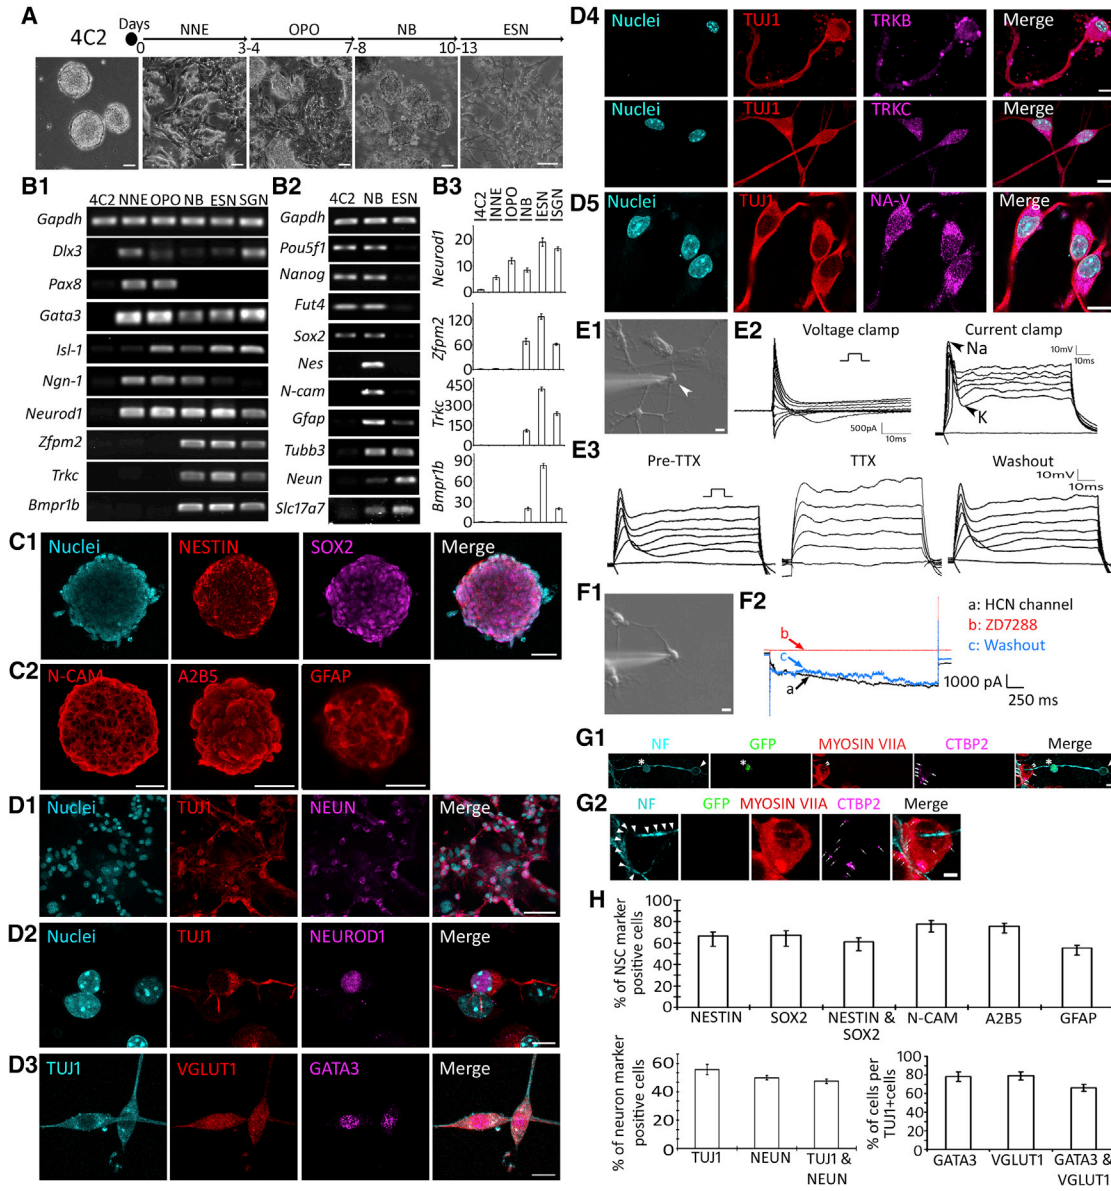 A
Days
4C2
NNE
OPO
NB
ESN
0
3-4
7-8
10-13
B1
4C2 NNE OPO NB ESN SGN
Gapdh
Dlx3
Pax8
Gata3
Isl-1
Ngn-1
Neurod1
Zfpm2
Trkc
Bmpr1b
B2
4C2 NB ESN
Gapdh
Pou5f1
Nanog
Fut4
Sox2
Nes
N-cam
Gfap
Tubb3
Neun
Slc17a7
B3
4C2
NNE
OPO
NB
ESN
SGN
Neurod1
20
10
0
Zfpm2
120
60
0
Trkc
450
300
150
0
Bmpr1b
90
60
30
0
C1
Nuclei
NESTIN
SOX2
Merge
C2
N-CAM
A2B5
GFAP
D1
Nuclei
TUJ1
NEUN
Merge
D2
Nuclei
TUJ1
NEUROD1
Merge
D3
TUJ1
VGLUT1
GATA3
Merge
D4
Nuclei
TUJ1
TRKB
Merge
TUJ1
TRKC
Merge
D5
Nuclei
TUJ1
NA-V
Merge
E1
E2
Voltage clamp
500pA
10ms
Current clamp
Na
K
10mV
10ms
E3
Pre-TTX
TTX
Washout
10mV
10ms
F1
F2
a: HCN channel
b: ZD7288
c: Washout
b
c
a
1000 pA
250 ms
G1
NF
GFP
MYOSIN VIIA
CTBP2
Merge
*
*
*
G2
NF
GFP
MYOSIN VIIA
CTBP2
Merge
H
% of NSC marker
positive cells
100
80
60
40
20
0
NESTIN
SOX2
NESTIN &
SOX2
N-CAM
A2B5
GFAP
% of neuron marker
positive cells
60
40
20
0
TUJ1
NEUN
TUJ1 &
NEUN
% of cells per
TUJ1+cells
100
80
60
40
20
0
GATA3
VGLUT1
GATA3 &
VGLUT1